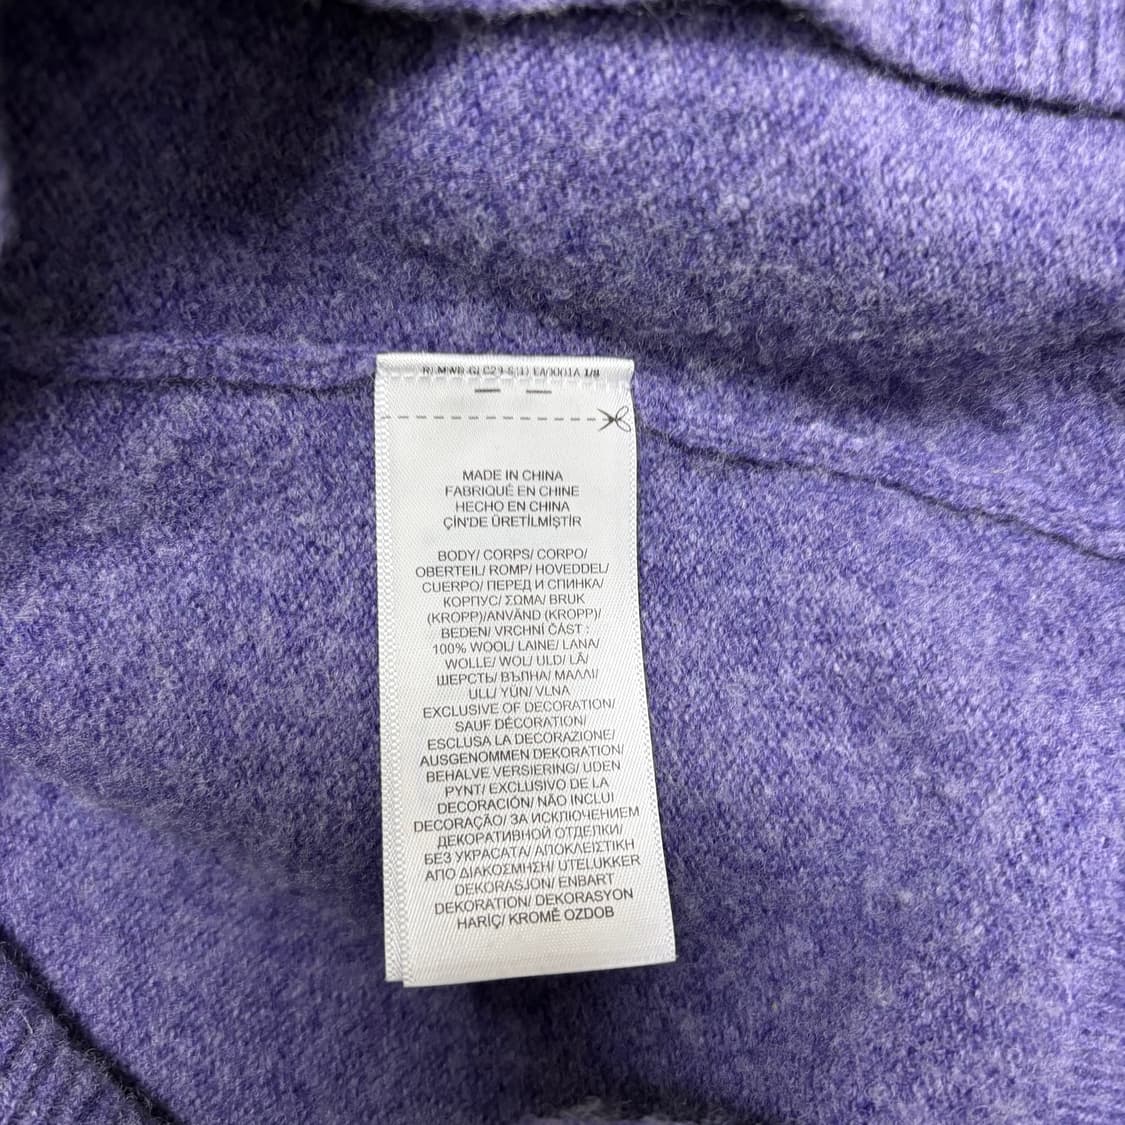 1/8
MADE IN CHINA
FABRIQUÉ EN CHINE
HECHO EN CHINA
ÇİN'DE ÜRETİLMİŞTİR
BODY/ CORPS/ CORPO/
OBERTEIL/ ROMP/ HOVEDDEL/
CUERPO/ ПЕРЕД И СПИНКА/
КОРПУС/ ΣΩΜΑ/ BRUK
(KROPP)/ANVÄND (KROPP)/
BEDEN/ VRCHNÍ ČÁST :
100% WOOL/ LAINE/ LANA/
WOLLE/ WOL/ ULD/ LÃ/
ШЕРСТЬ/ ВЪЛНА/ ΜΑΛΛΙ/
ULL/ YÜN/ VLNA
EXCLUSIVE OF DECORATION/
SAUF DÉCORATION/
ESCLUSA LA DECORAZIONE/
AUSGENOMMEN DEKORATION/
BEHALVE VERSIERING/ UDEN
PYNT/ EXCLUSIVO DE LA
DECORACIÓN/ NÃO INCLUI
DECORAÇÃO/ ЗА ИСКЛЮЧЕНИЕМ
ДЕКОРАТИВНОЙ ОТДЕЛКИ/
БЕЗ УКРАСАТА/ ΑΠΟΚΛΕΙΣΤΙΚΗ
ΑΠΟ ΔΙΑΚΟΣΜΗΣΗ/ UTELUKKER
DEKORASJON/ ENBART
DEKORATION/ DEKORASYON
HARİÇ/ KROMĚ OZDOB